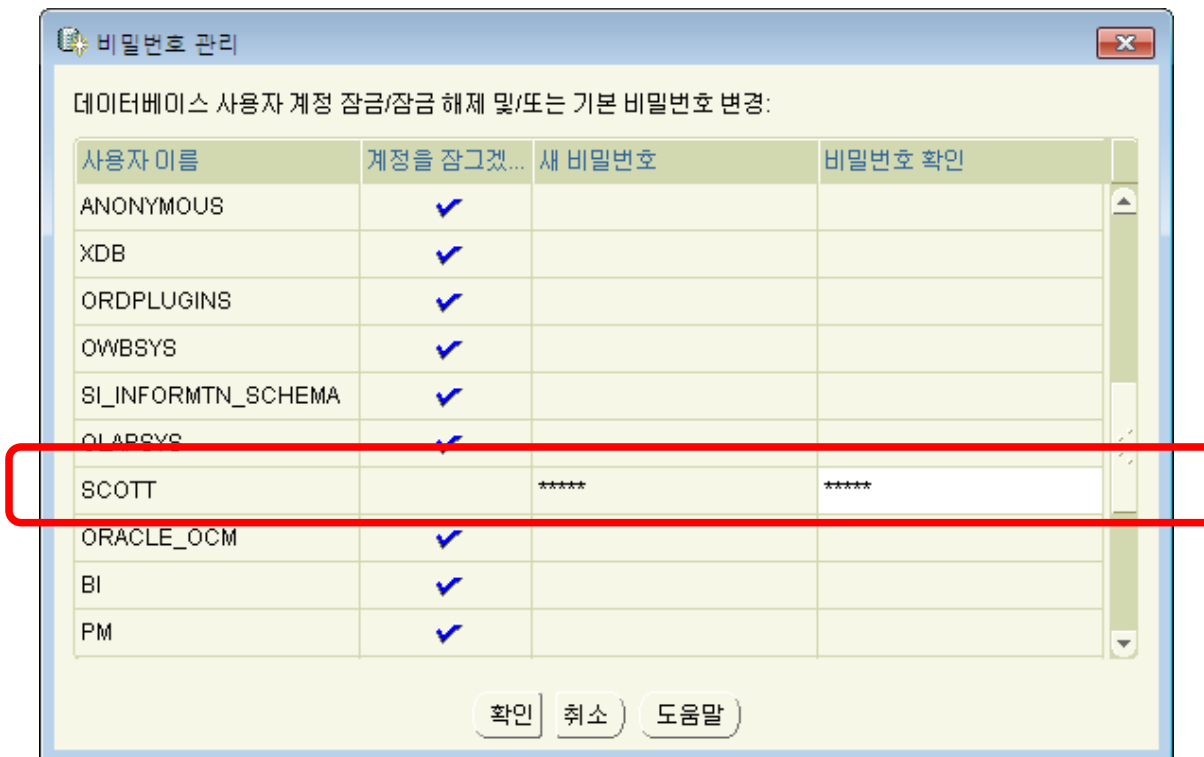 비밀번호 관리
데이터베이스 사용자 계정 잠금/잠금 해제 및/또는 기본 비밀번호 변경:
사용자 이름 계정을 잠그겠... 새 비밀번호 비밀번호 확인
ANONYMOUS
XDB
ORDPLUGINS
OWBSYS
SI_INFORMTN_SCHEMA
OLAPSYS
SCOTT ***** *****
ORACLE_OCM
BI
PM
확인 취소 도움말